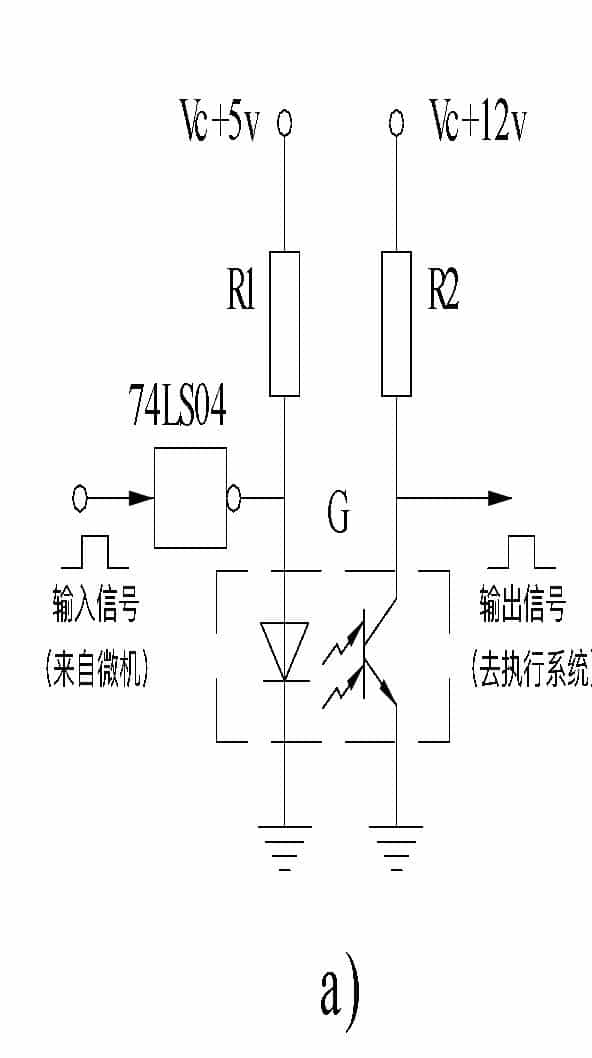 Vc+5v
Vc+12v
R1
R2
74LS04
G
输入信号
(来自微机)
输出信号
(去执行系统)
a)